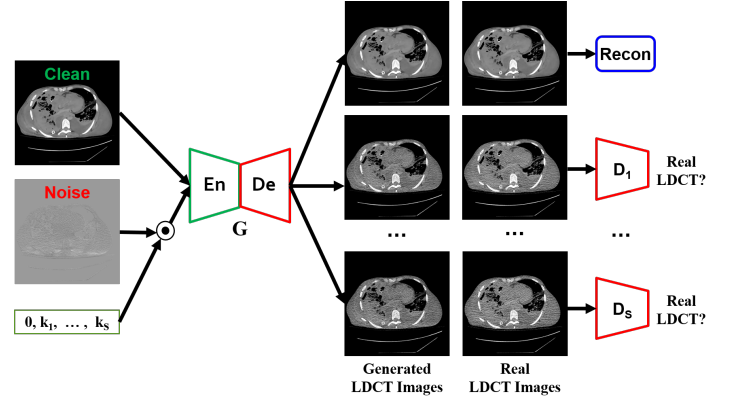 Clean
Recon
Noise
En De
G
D1
Real
LDCT?
... ... ...
0, k1, ... , kS
DS
Real
LDCT?
Generated
LDCT Images
Real
LDCT Images